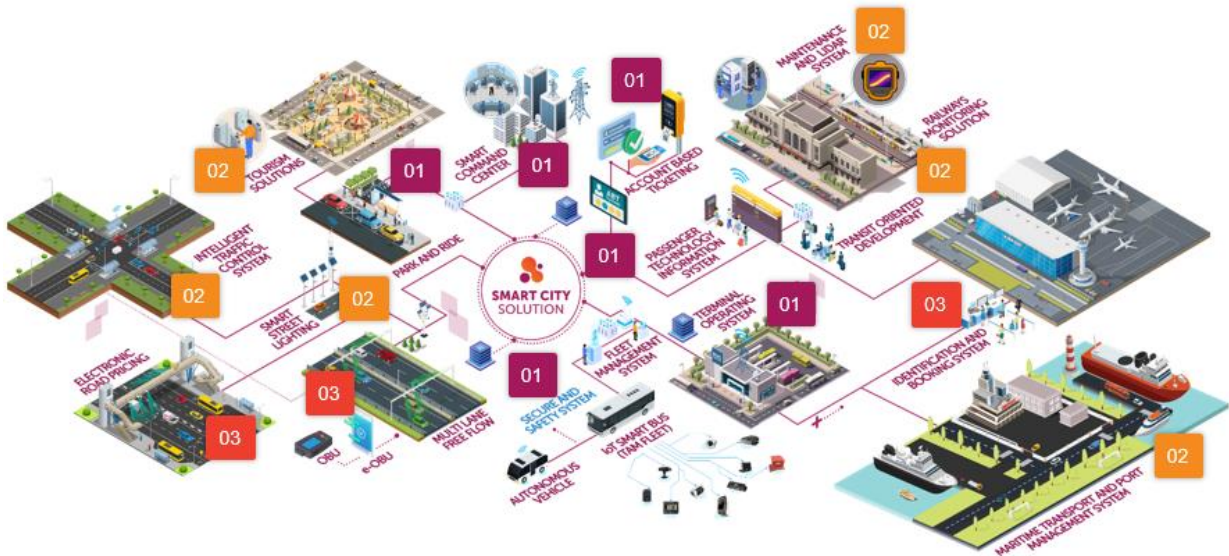 02
MAINTENANCE
AND LIDAR
SYSTEM
01
RAILWAYS
MONITORING
SOLUTION
02
TOURISM
SOLUTIONS
01
SMART
COMMAND
CENTER
01
ACCOUNT BASED
TICKETING
02
ABT
INTELLIGENT
TRAFFIC
CONTROL
SYSTEM
02
PARK AND RIDE
01
PASSENGER
TECHNOLOGY
INFORMATION
SYSTEM
TRANSIT ORIENTED
DEVELOPMENT
SMART CITY
SOLUTION
SMART
STREET
LIGHTING
02
TERMINAL
OPERATING
SYSTEM
01
03
IDENTIFICATION AND
BOOKING SYSTEM
ELECTRONIC
ROAD PRICING
03
03
OBU
e-OBU
MULTI LANE
FREE FLOW
01
SECURE AND
SAFETY SYSTEM
FLEET
MANAGEMENT
SYSTEM
AUTONOMOUS
VEHICLE
IoT SMART BUS
(TAM FLEET)
02
MARITIME TRANSPORT AND PORT
MANAGEMENT SYSTEM